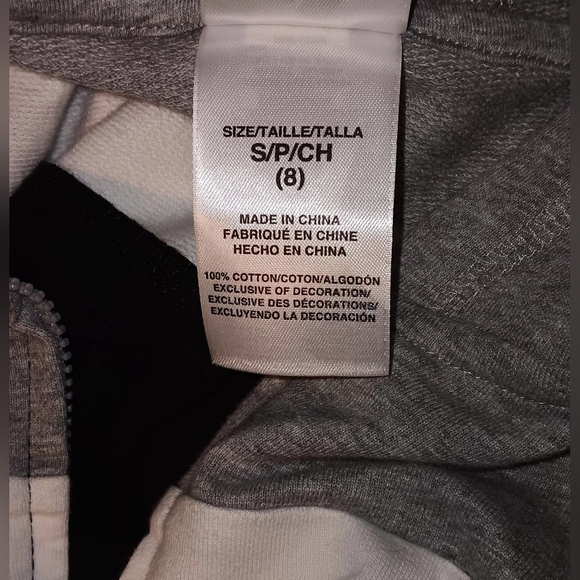 SIZE/TAILLE/TALLA
S/P/CH
(8)
MADE IN CHINA
FABRIQUÉ EN CHINE
HECHO EN CHINA
100% COTTON/COTON/ALGODÓN
EXCLUSIVE OF DECORATION/
EXCLUSIVE DES DÉCORATIONS/
EXCLUYENDO LA DECORACIÓN